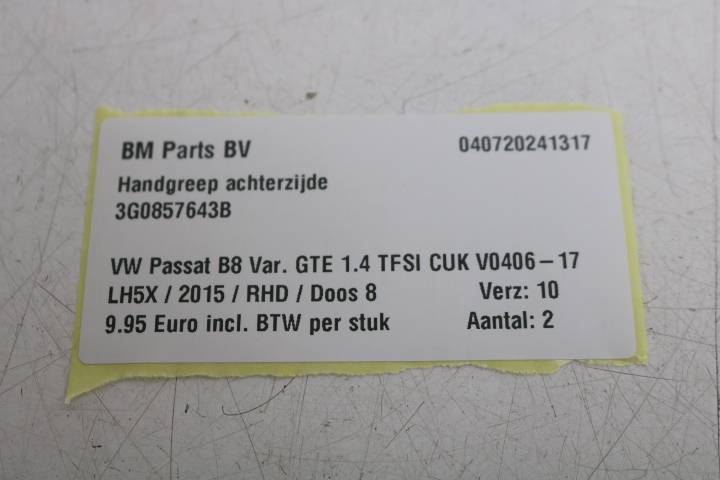 BM Parts BV 040720241317
Handgreep achterzijde
3G0857643B
VW Passat B8 Var. GTE 1.4 TFSI CUK V0406-17
LH5X / 2015 / RHD / Doos 8 Verz: 10
9.95 Euro incl. BTW per stuk Aantal: 2